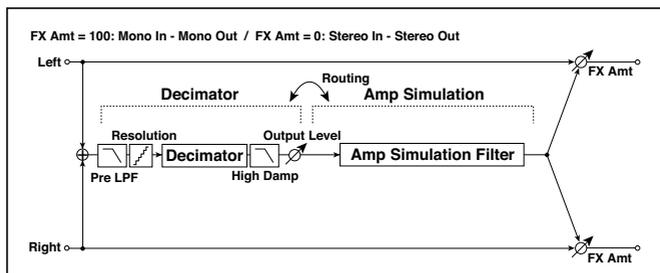 FX Amt = 100: Mono In - Mono Out / FX Amt = 0: Stereo In - Stereo Out
Left
FX Amt
Routing
Decimator
Amp Simulation
Resolution
Output Level
Decimator
Amp Simulation Filter
Pre LPF
High Damp
Right
FX Amt